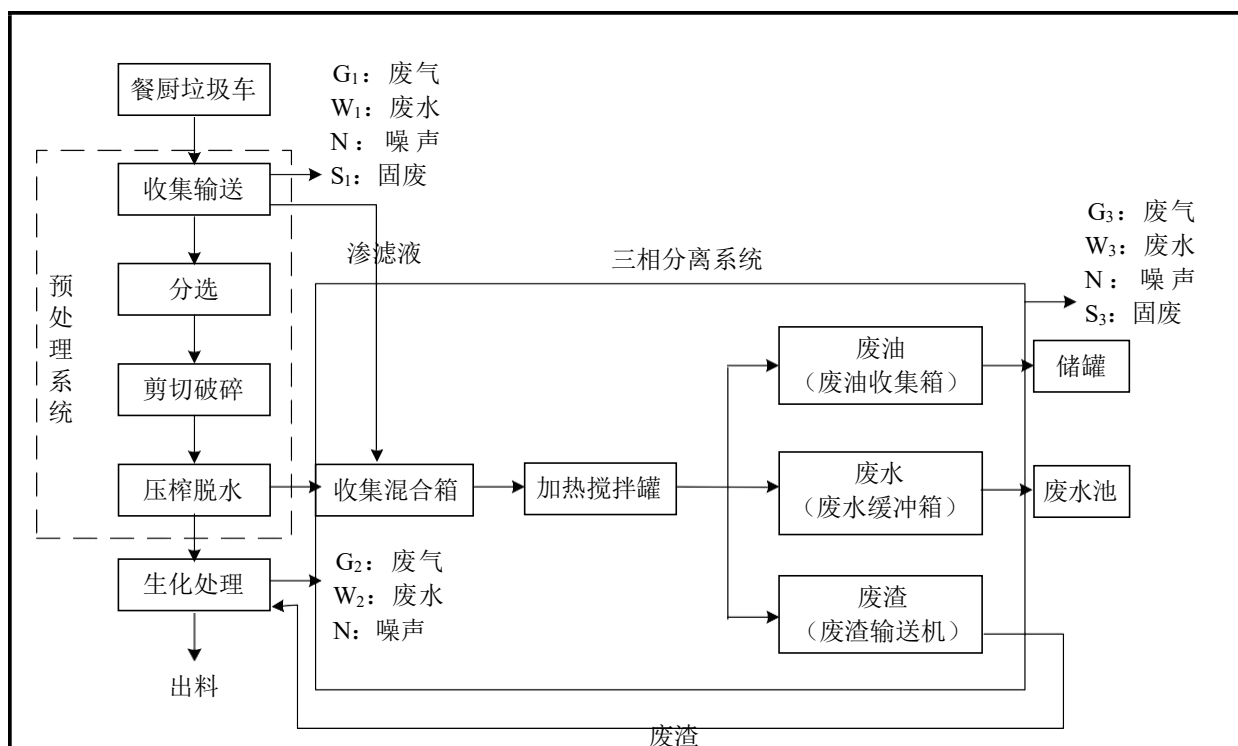 餐厨垃圾车
G₁：废气
W₁：废水
N：噪声
S₁：固废
收集输送
渗滤液
分选
预处理系统
剪切破碎
压榨脱水
生化处理
出料
G₂：废气
W₂：废水
N：噪声
三相分离系统
收集混合箱
加热搅拌罐
废油
（废油收集箱）
废水
（废水缓冲箱）
废渣
（废渣输送机）
G₃：废气
W₃：废水
N：噪声
S₃：固废
储罐
废水池
废渣